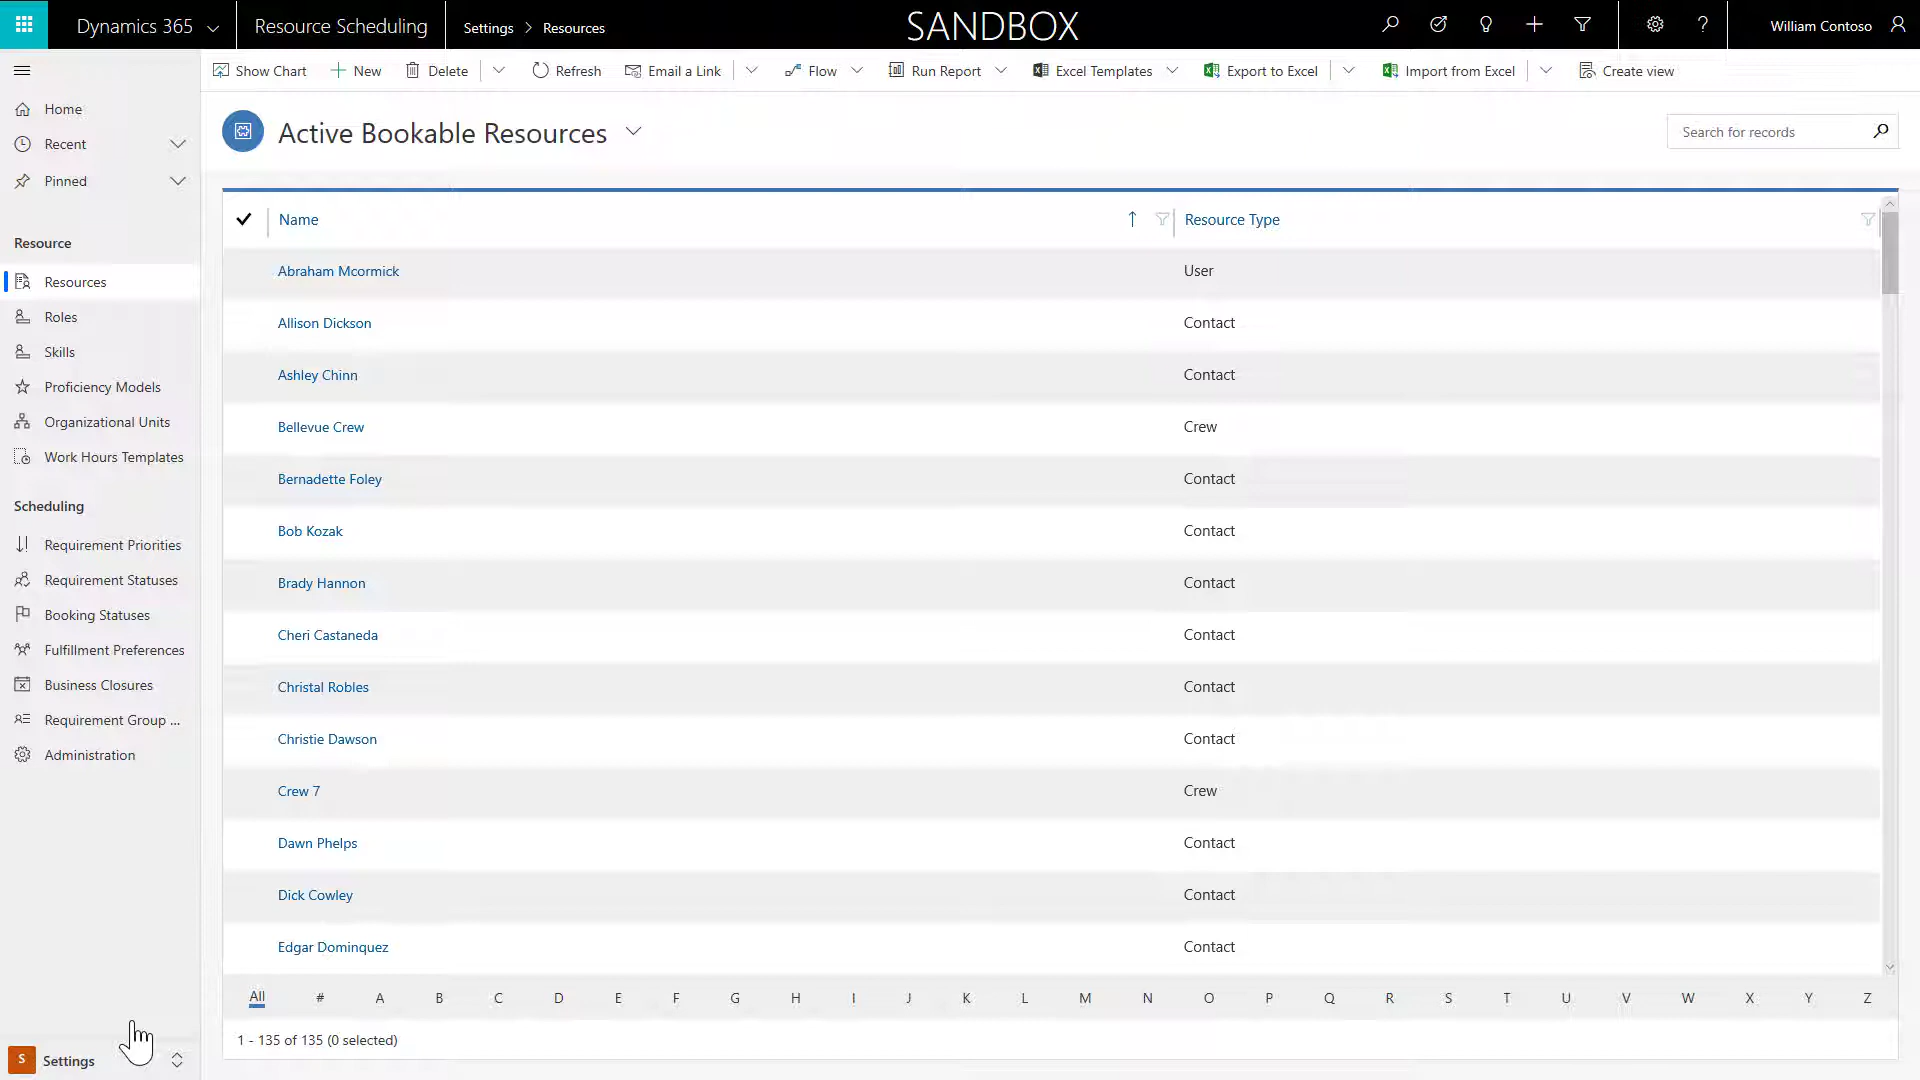 Dynamics 365
Resource Scheduling
Settings > Resources
SANDBOX
William Contoso
Show Chart
New
Delete
Refresh
Email a Link
Flow
Run Report
Excel Templates
Export to Excel
Import from Excel
Create view
Home
Recent
Pinned
Resource
Resources
Roles
Skills
Proficiency Models
Organizational Units
Work Hours Templates
Scheduling
Requirement Priorities
Requirement Statuses
Booking Statuses
Fulfillment Preferences
Business Closures
Requirement Group ...
Administration
S Settings
Active Bookable Resources
Search for records
Name Resource Type
Abraham Mcormick User
Allison Dickson Contact
Ashley Chinn Contact
Bellevue Crew Crew
Bernadette Foley Contact
Bob Kozak Contact
Brady Hannon Contact
Cheri Castaneda Contact
Christal Robles Contact
Christie Dawson Contact
Crew 7 Crew
Dawn Phelps Contact
Dick Cowley Contact
Edgar Dominquez Contact
All # A B C D E F G H I J K L M N O P Q R S T U V W X Y Z
1 - 135 of 135 (0 selected)